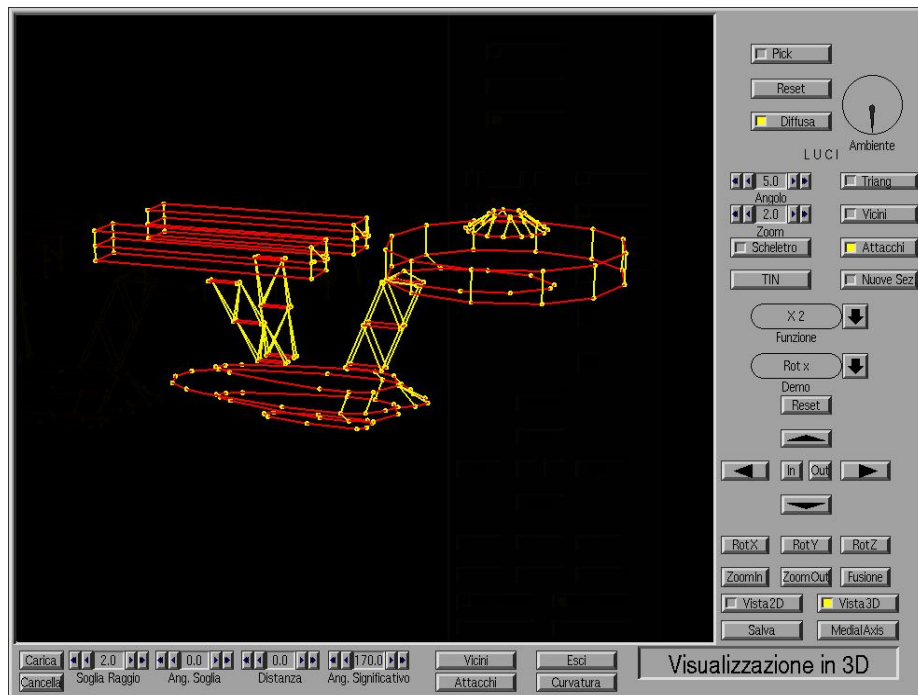 Pick
Reset
Diffusa
Ambiente
LUCI
5.0
Triang
Angolo
2.0
Vicini
Zoom
Scheletro
Attacchi
TIN
Nuove Sez
X 2
Funzione
Rot x
Demo
Reset
In
Out
RotX
RotY
RotZ
ZoomIn
ZoomOut
Fusione
Vista2D
Vista3D
Salva
MedialAxis
Carica
2.0
0.0
0.0
170.0
Vicini
Esci
Visualizzazione in 3D
Soglia Raggio
Ang. Soglia
Distanza
Ang. Significativo
Cancella
Attacchi
Curvatura